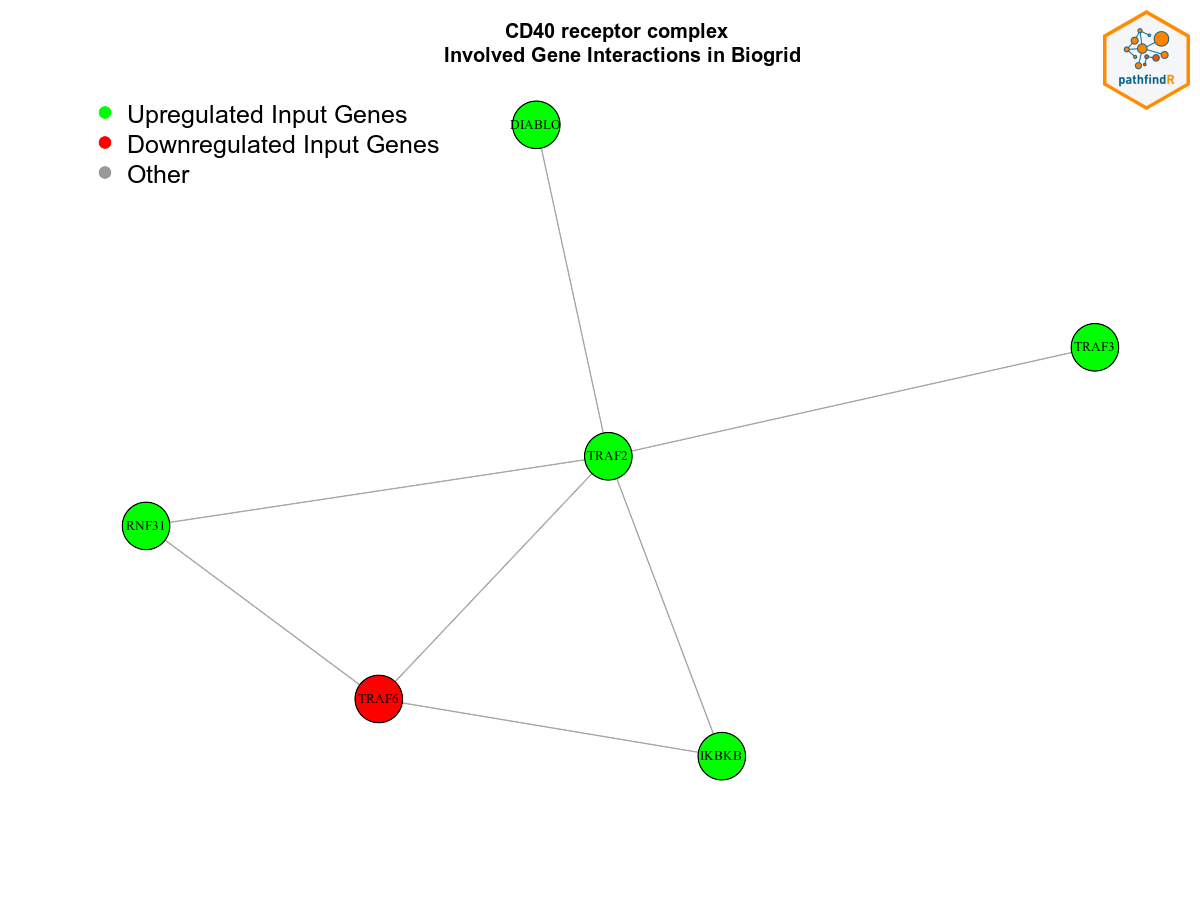 CD40 receptor complex
Involved Gene Interactions in Biogrid
pathfindR
Upregulated Input Genes
Downregulated Input Genes
Other
DIABLO
TRAF3
TRAF2
RNF31
TRAF6
IKBKB